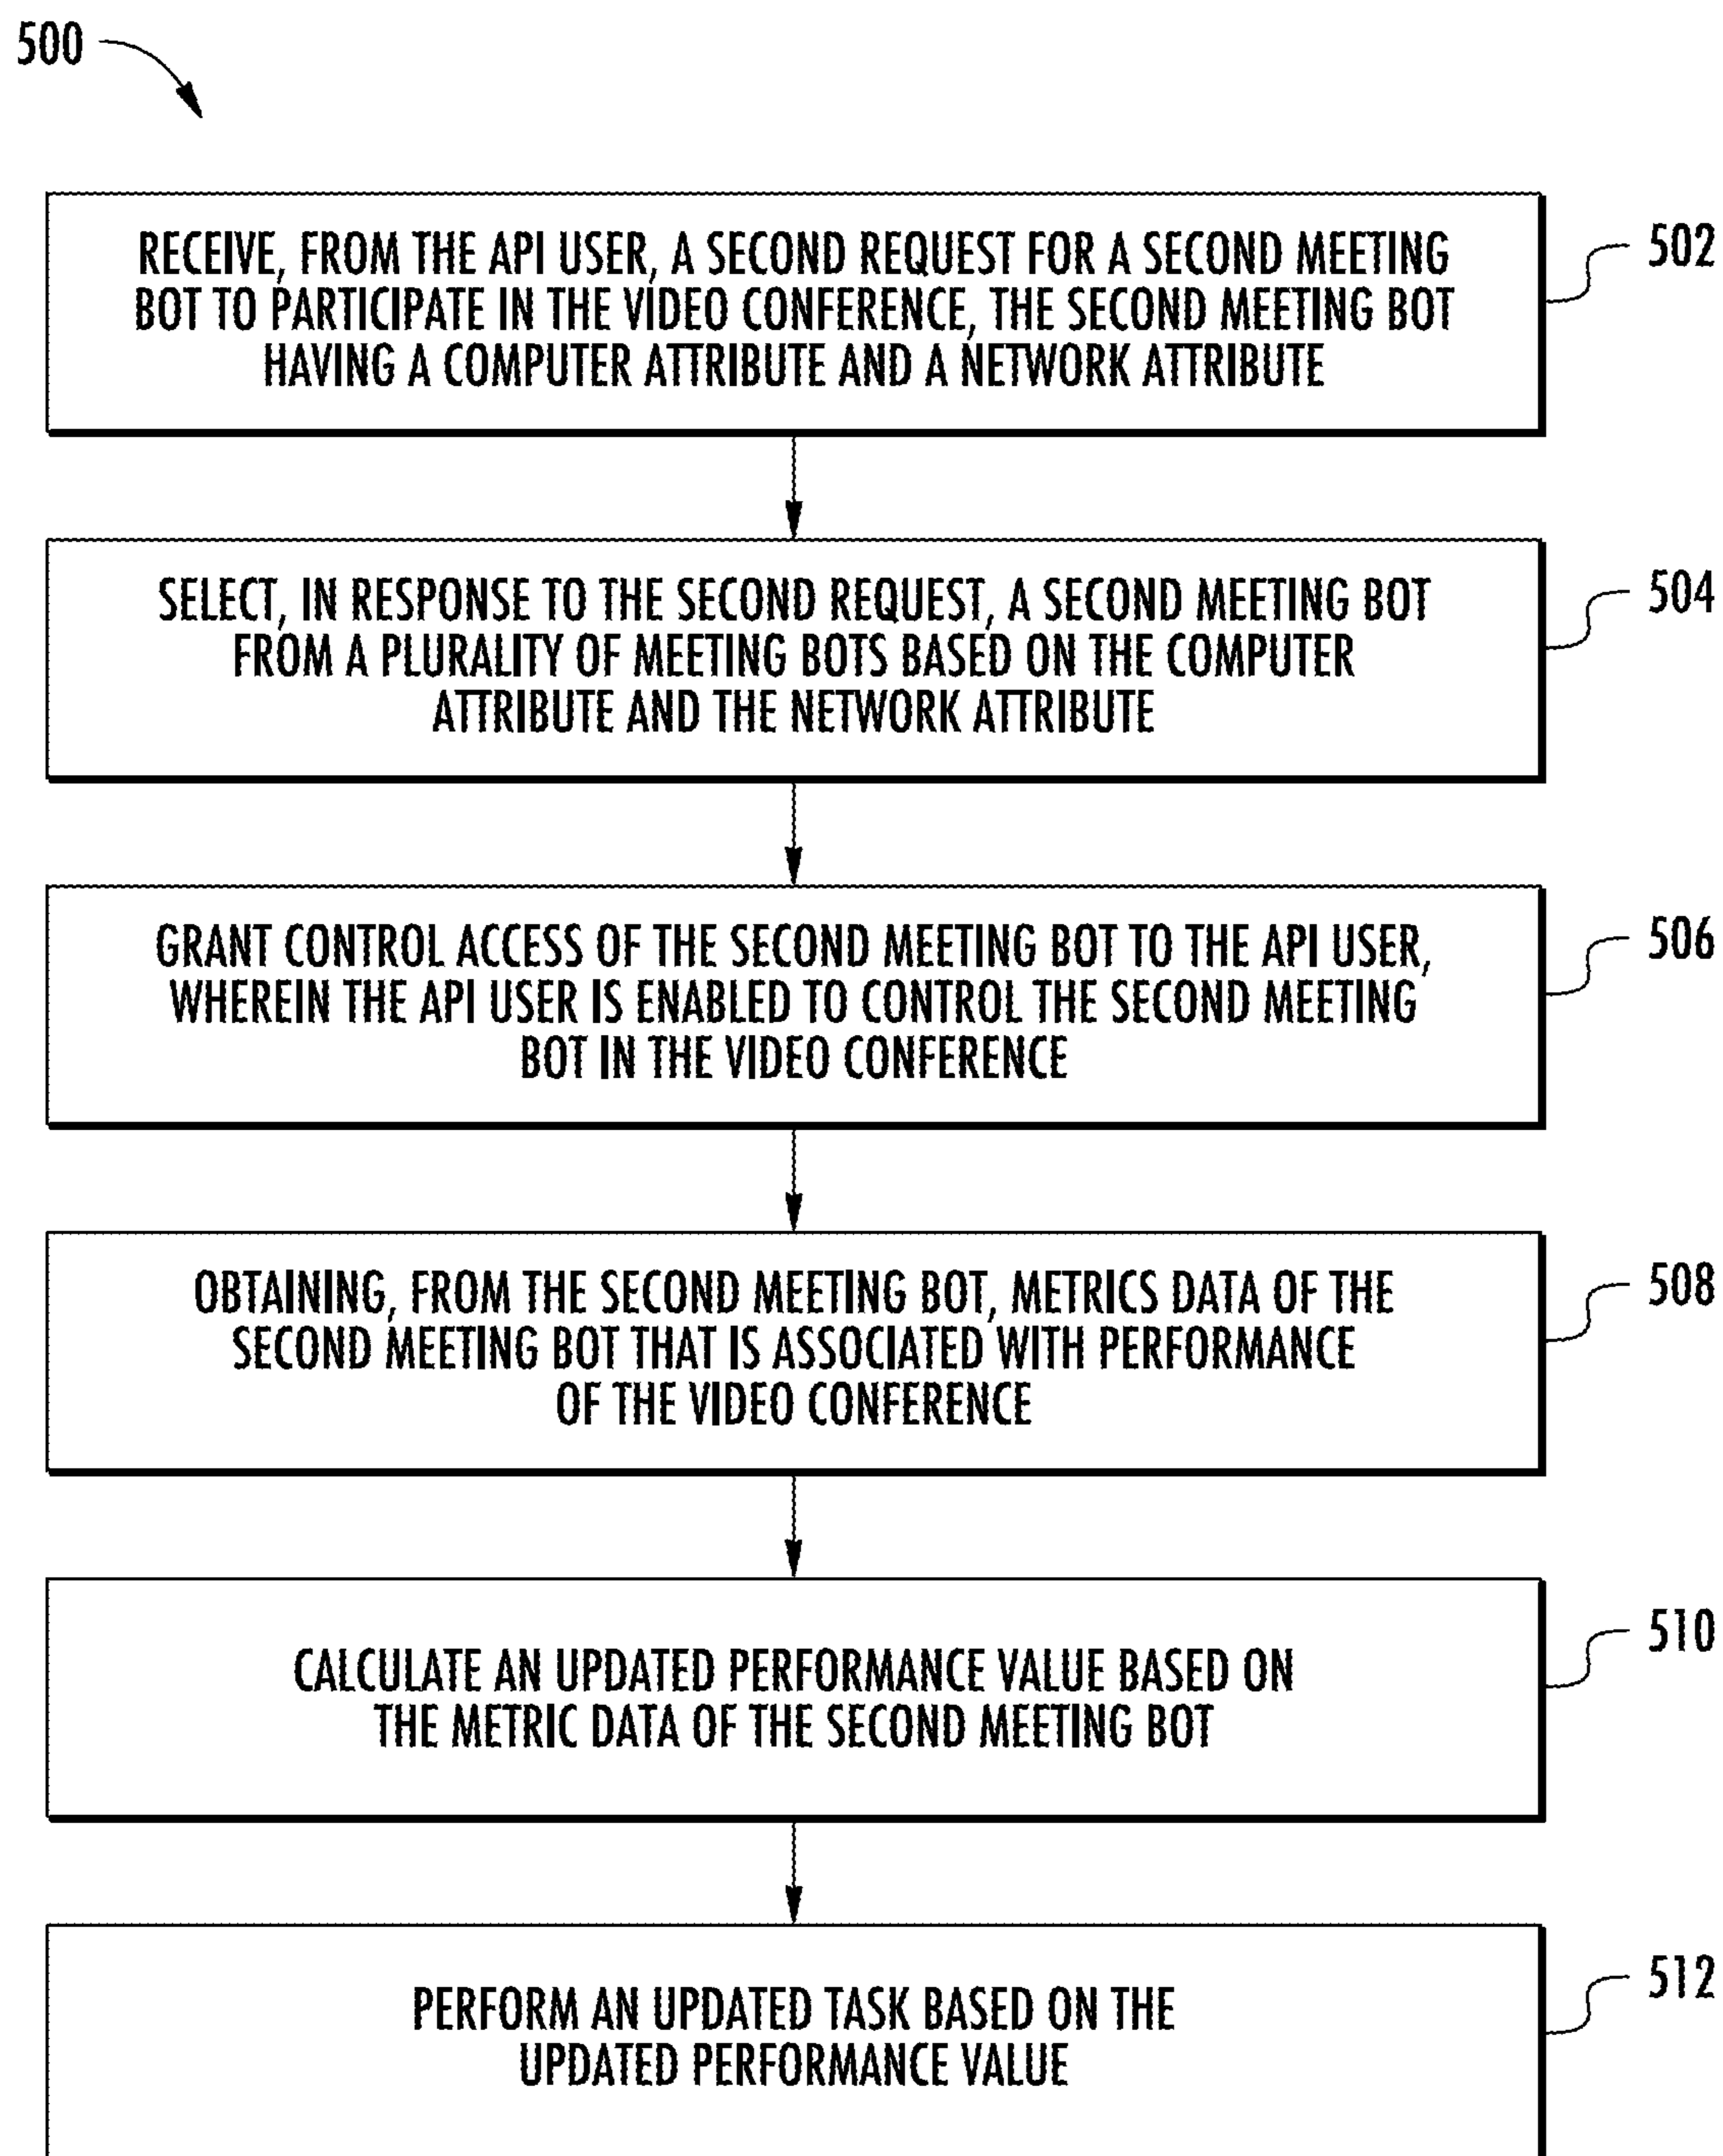 500
RECEIVE, FROM THE API USER, A SECOND REQUEST FOR A SECOND MEETING
BOT TO PARTICIPATE IN THE VIDEO CONFERENCE, THE SECOND MEETING BOT
HAVING A COMPUTER ATTRIBUTE AND A NETWORK ATTRIBUTE
502
SELECT, IN RESPONSE TO THE SECOND REQUEST, A SECOND MEETING BOT
FROM A PLURALITY OF MEETING BOTS BASED ON THE COMPUTER
ATTRIBUTE AND THE NETWORK ATTRIBUTE
504
GRANT CONTROL ACCESS OF THE SECOND MEETING BOT TO THE API USER,
WHEREIN THE API USER IS ENABLED TO CONTROL THE SECOND MEETING
BOT IN THE VIDEO CONFERENCE
506
OBTAINING, FROM THE SECOND MEETING BOT, METRICS DATA OF THE
SECOND MEETING BOT THAT IS ASSOCIATED WITH PERFORMANCE
OF THE VIDEO CONFERENCE
508
CALCULATE AN UPDATED PERFORMANCE VALUE BASED ON
THE METRIC DATA OF THE SECOND MEETING BOT
510
PERFORM AN UPDATED TASK BASED ON THE
UPDATED PERFORMANCE VALUE
512